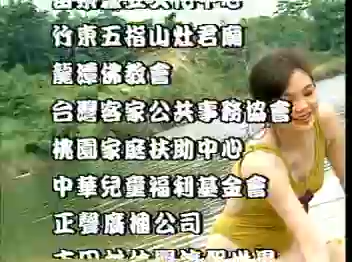 竹東五指山灶君廟
龍潭佛教會
台灣客家公共事務協會
桃園家庭扶助中心
中華兒童福利基金會
正聲廣播公司